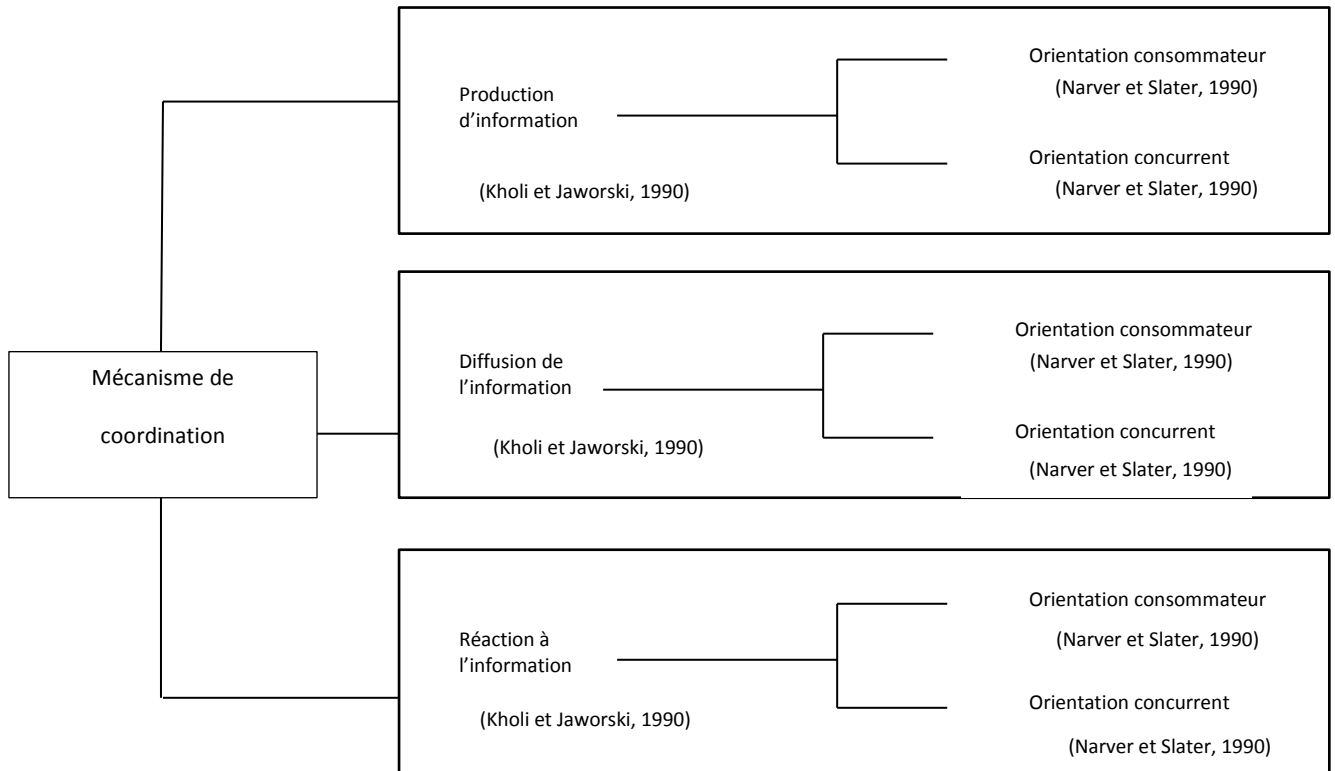 Orientation consommateur
(Narver et Slater, 1990)
Production
d’information
Orientation concurrent
(Narver et Slater, 1990)
(Kholi et Jaworski, 1990)
Mécanisme de
coordination
Orientation consommateur
(Narver et Slater, 1990)
Diffusion de
l’information
Orientation concurrent
(Narver et Slater, 1990)
(Kholi et Jaworski, 1990)
Orientation consommateur
(Narver et Slater, 1990)
Réaction à
l’information
Orientation concurrent
(Narver et Slater, 1990)
(Kholi et Jaworski, 1990)